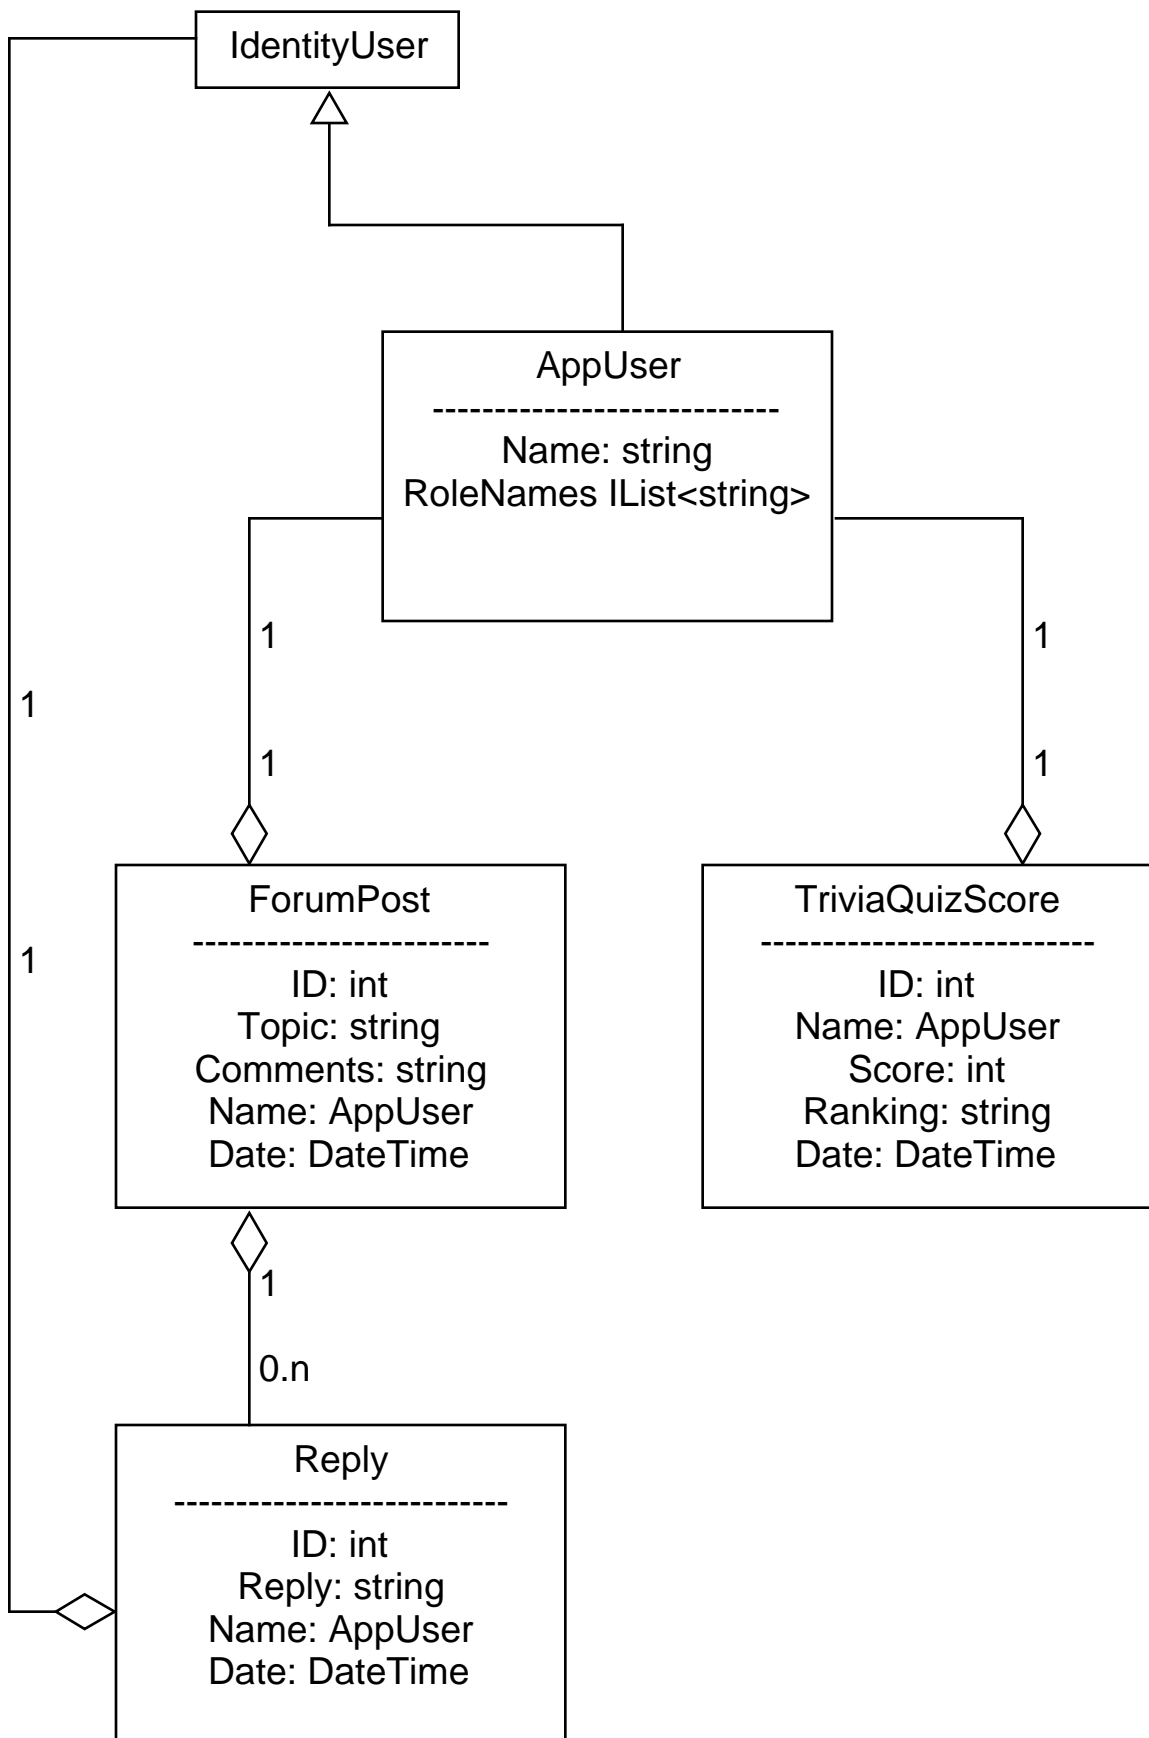 IdentityUser
AppUser
----------------------------
Name: string
RoleNames IList<string>
1
1
1
1
1
ForumPost
------------------------
ID: int
Topic: string
Comments: string
Name: AppUser
Date: DateTime
TriviaQuizScore
---------------------------
ID: int
Name: AppUser
Score: int
Ranking: string
Date: DateTime
1
1
0.n
Reply
---------------------------
ID: int
Reply: string
Name: AppUser
Date: DateTime